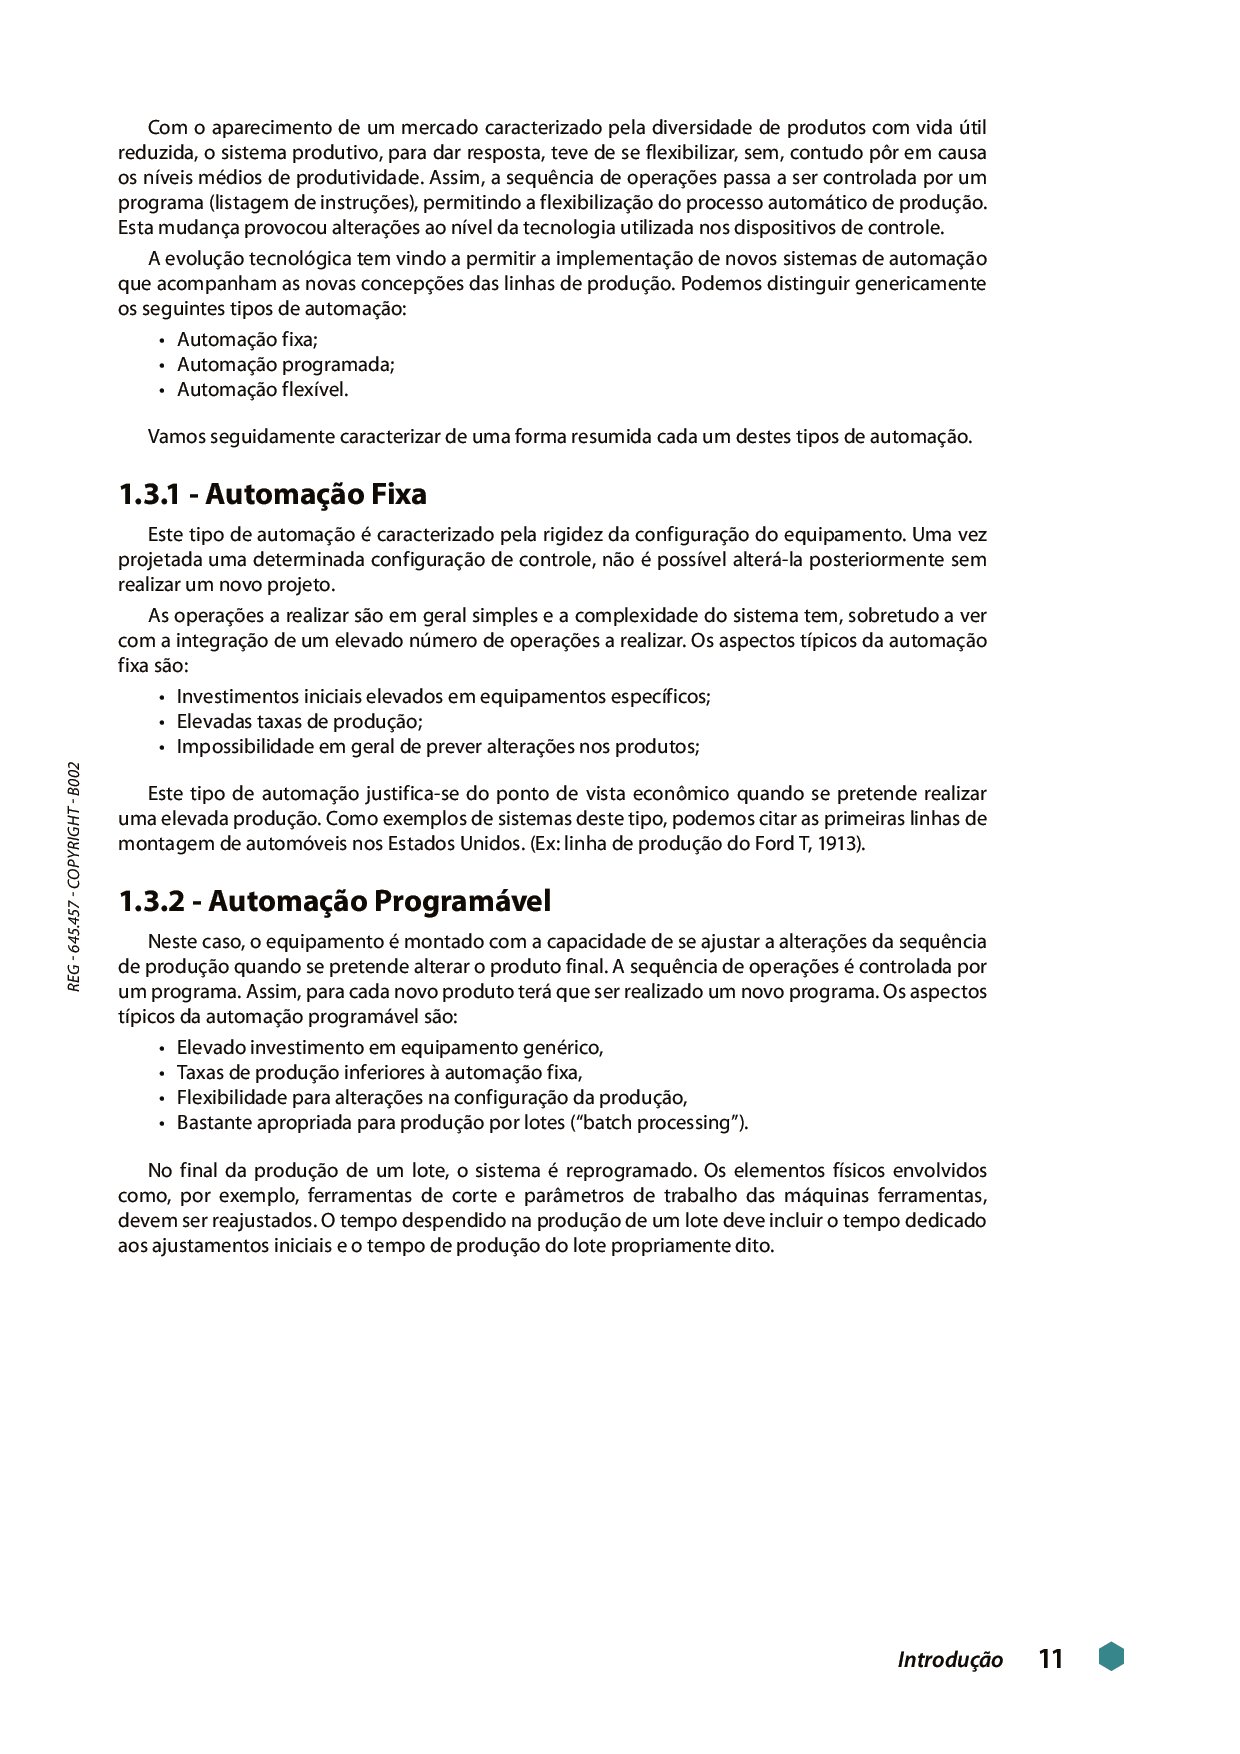 Com o aparecimento de um mercado caracterizado pela diversidade de produtos com vida útil
reduzida, o sistema produtivo, para dar resposta, teve de se flexibilizar, sem, contudo pôr em causa
os níveis médios de produtividade. Assim, a sequência de operações passa a ser controlada por um
programa (listagem de instruções), permitindo a flexibilização do processo automático de produção.
Esta mudança provocou alterações ao nível da tecnologia utilizada nos dispositivos de controle.
A evolução tecnológica tem vindo a permitir a implementação de novos sistemas de automação
que acompanham as novas concepções das linhas de produção. Podemos distinguir genericamente
os seguintes tipos de automação:
• Automação fixa;
• Automação programada;
• Automação flexível.
Vamos seguidamente caracterizar de uma forma resumida cada um destes tipos de automação.
1.3.1 - Automação Fixa
Este tipo de automação é caracterizado pela rigidez da configuração do equipamento. Uma vez
projetada uma determinada configuração de controle, não é possível alterá-la posteriormente sem
realizar um novo projeto.
As operações a realizar são em geral simples e a complexidade do sistema tem, sobretudo a ver
com a integração de um elevado número de operações a realizar. Os aspectos típicos da automação
fixa são:
• Investimentos iniciais elevados em equipamentos específicos;
• Elevadas taxas de produção;
• Impossibilidade em geral de prever alterações nos produtos;
Este tipo de automação justifica-se do ponto de vista econômico quando se pretende realizar
uma elevada produção. Como exemplos de sistemas deste tipo, podemos citar as primeiras linhas de
montagem de automóveis nos Estados Unidos. (Ex: linha de produção do Ford T, 1913).
1.3.2 - Automação Programável
Neste caso, o equipamento é montado com a capacidade de se ajustar a alterações da sequência
de produção quando se pretende alterar o produto final. A sequência de operações é controlada por
um programa. Assim, para cada novo produto terá que ser realizado um novo programa. Os aspectos
típicos da automação programável são:
• Elevado investimento em equipamento genérico,
• Taxas de produção inferiores à automação fixa,
• Flexibilidade para alterações na configuração da produção,
• Bastante apropriada para produção por lotes (“batch processing”).
No final da produção de um lote, o sistema é reprogramado. Os elementos físicos envolvidos
como, por exemplo, ferramentas de corte e parâmetros de trabalho das máquinas ferramentas,
devem ser reajustados. O tempo despendido na produção de um lote deve incluir o tempo dedicado
aos ajustamentos iniciais e o tempo de produção do lote propriamente dito.
REG - 645.457 - COPYRIGHT - B002
Introdução 11